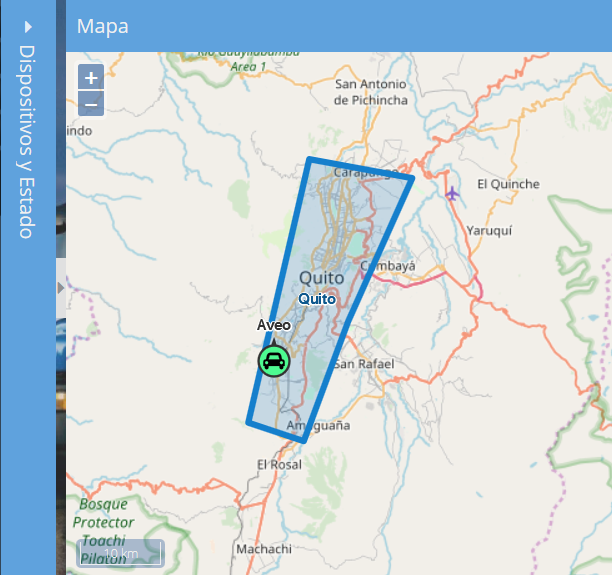 Mapa
Dispositivos y Estado
+
−
Río Guayllabamba
Area 1
San Antonio
de Pichincha
indo
Carapungo
El Quinche
Yaruquí
Cumbayá
Quito
Quito
Aveo
San Rafael
Amaguaña
El Rosal
Bosque
Protector
Toachi
Pilatón
10 km
Machachi